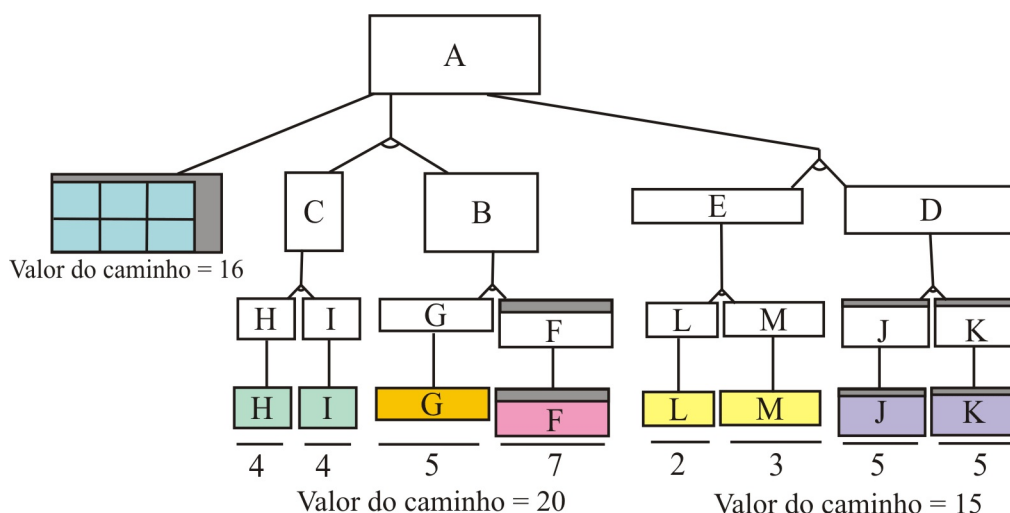 A
C B
E D
Valor do caminho = 16
H I G F
L M J K
H I G F
L M J K
4 4 5 7
2 3 5 5
Valor do caminho = 20
Valor do caminho = 15